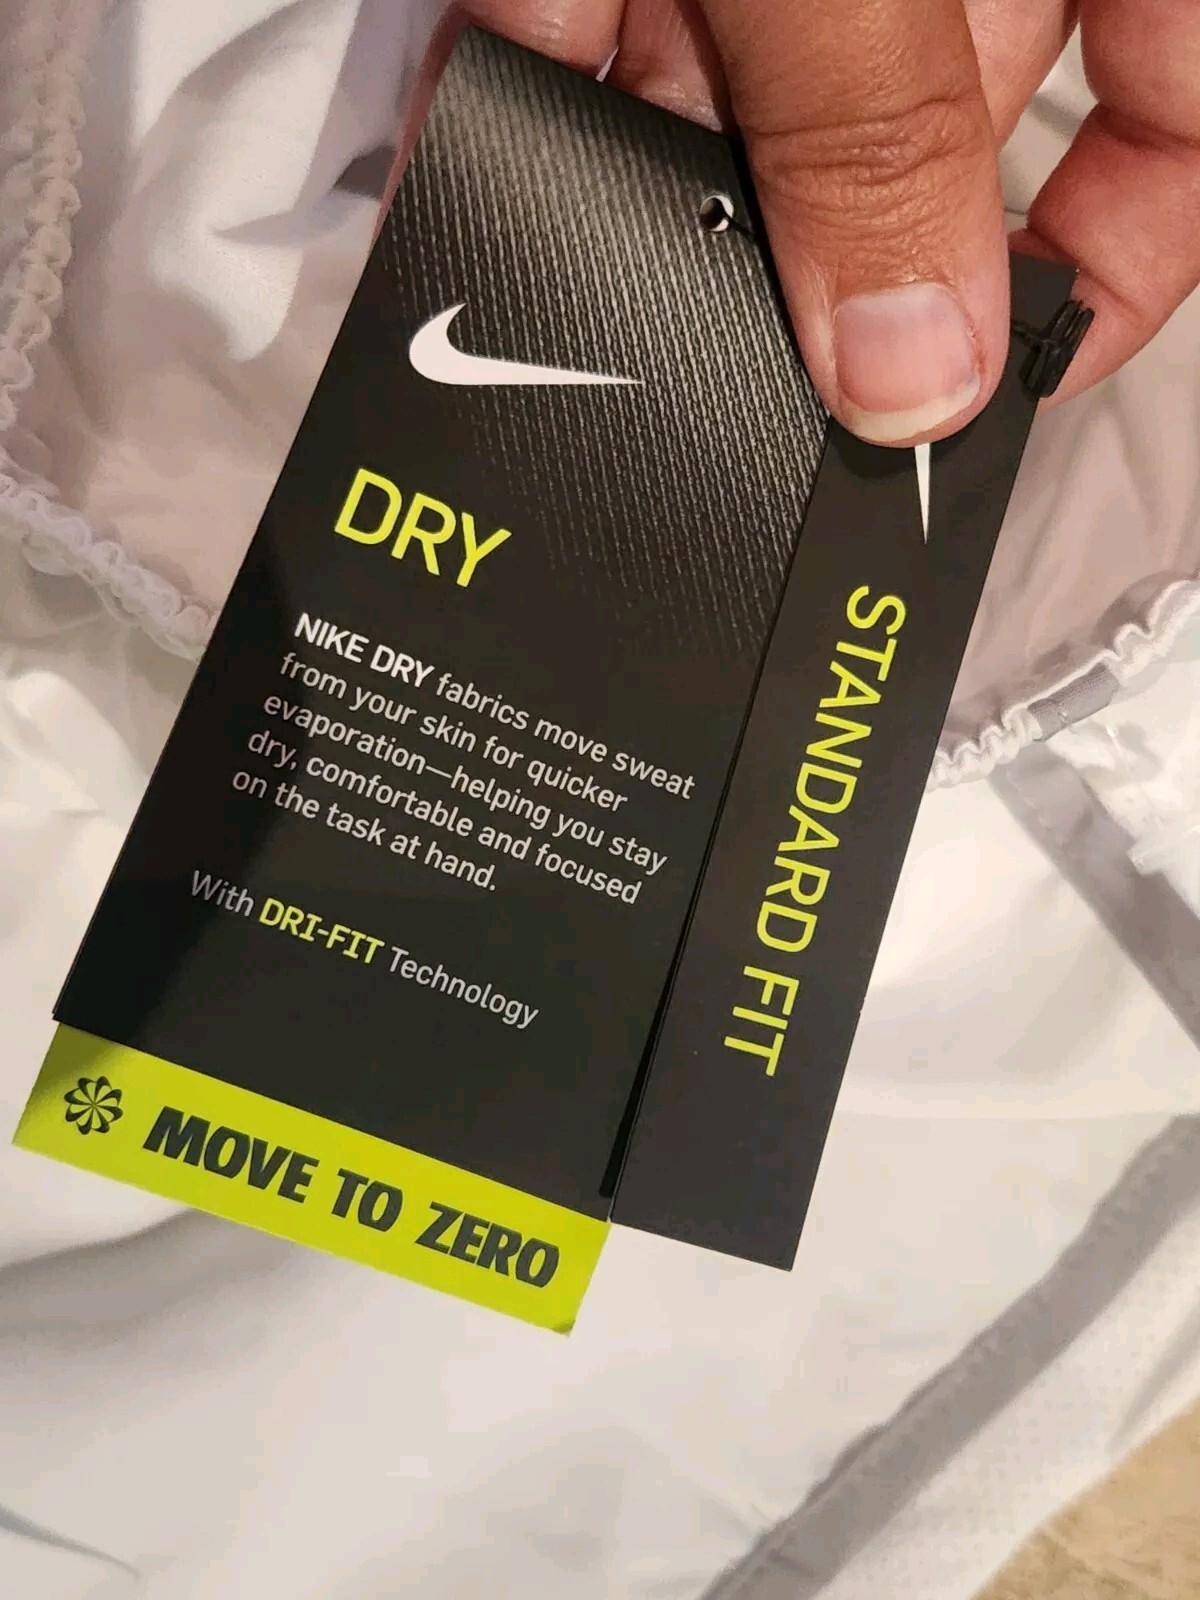 DRY
NIKE DRY fabrics move sweat
from your skin for quicker
evaporation—helping you stay
dry, comfortable and focused
on the task at hand.
With DRI-FIT Technology
MOVE TO ZERO
STANDARD FIT